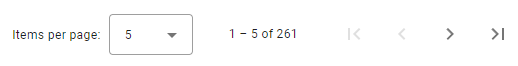 Items per page: 5 1 – 5 of 261